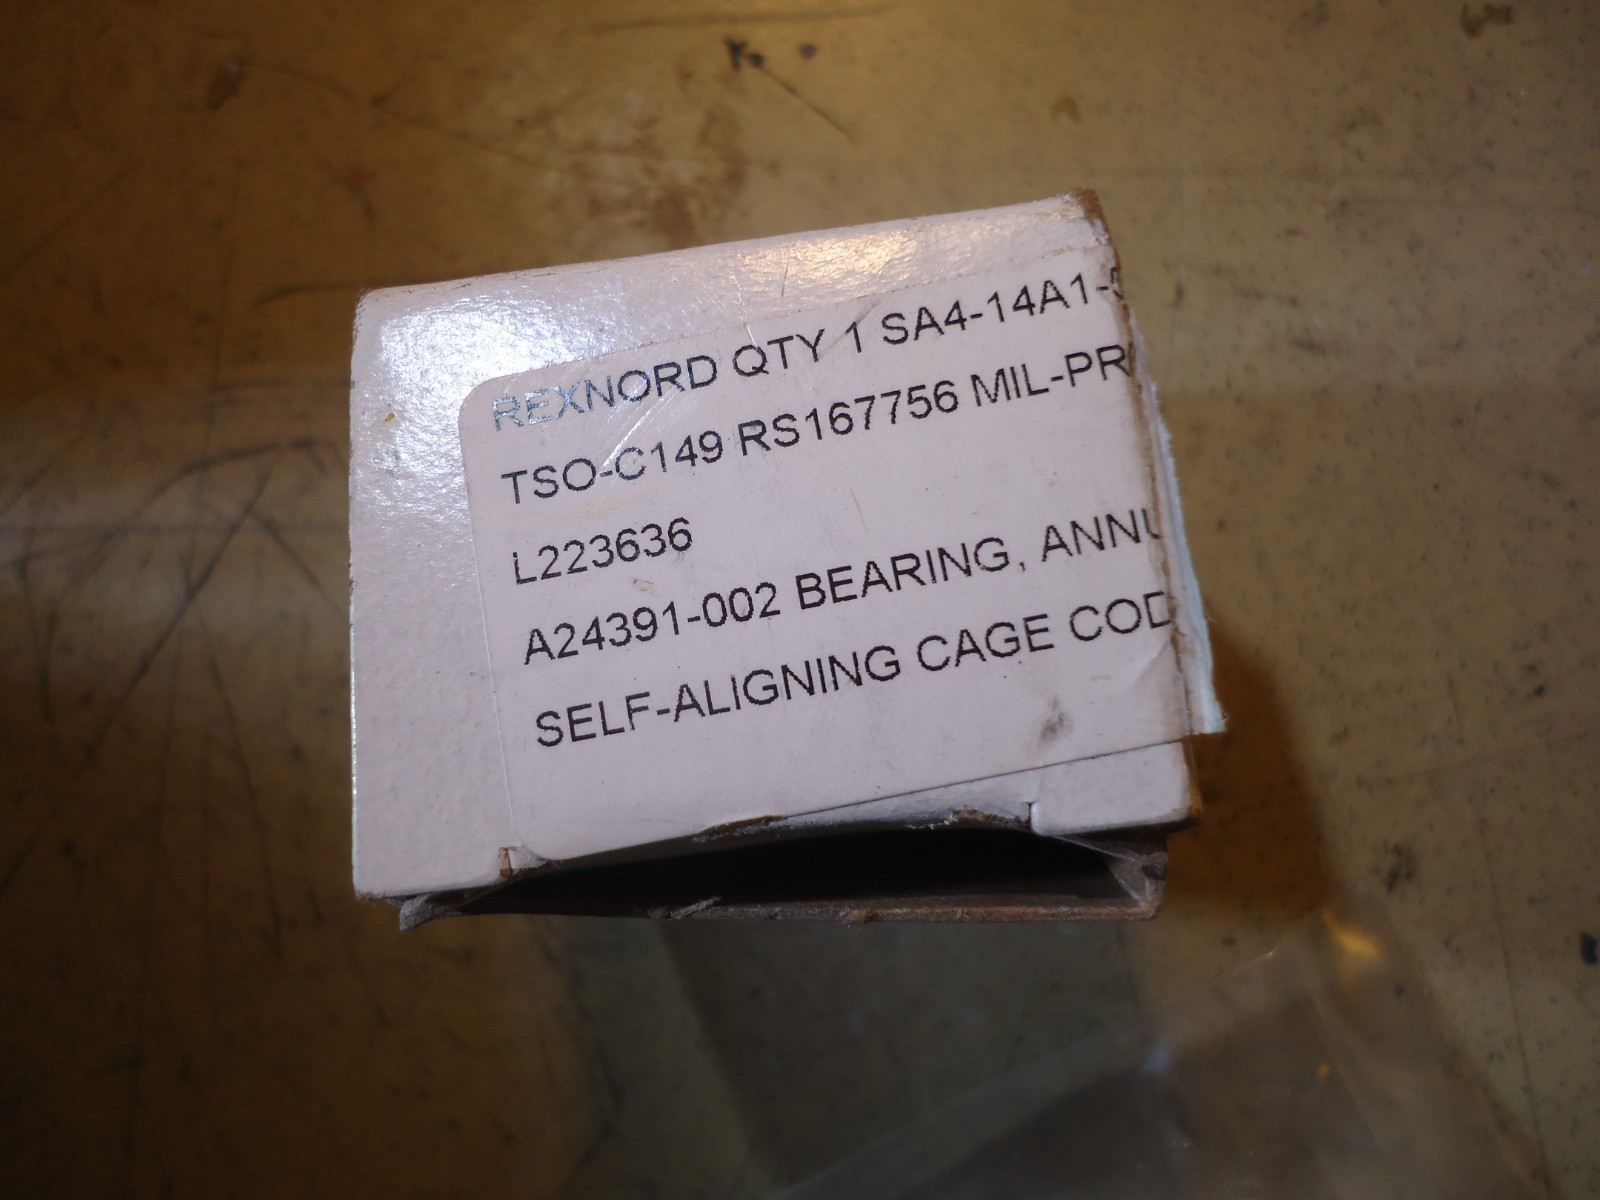 REXNORD QTY 1 SA4-14A1-
TSO-C149 RS167756 MIL-PR
L223636
A24391-002 BEARING, ANNU
SELF-ALIGNING CAGE COD